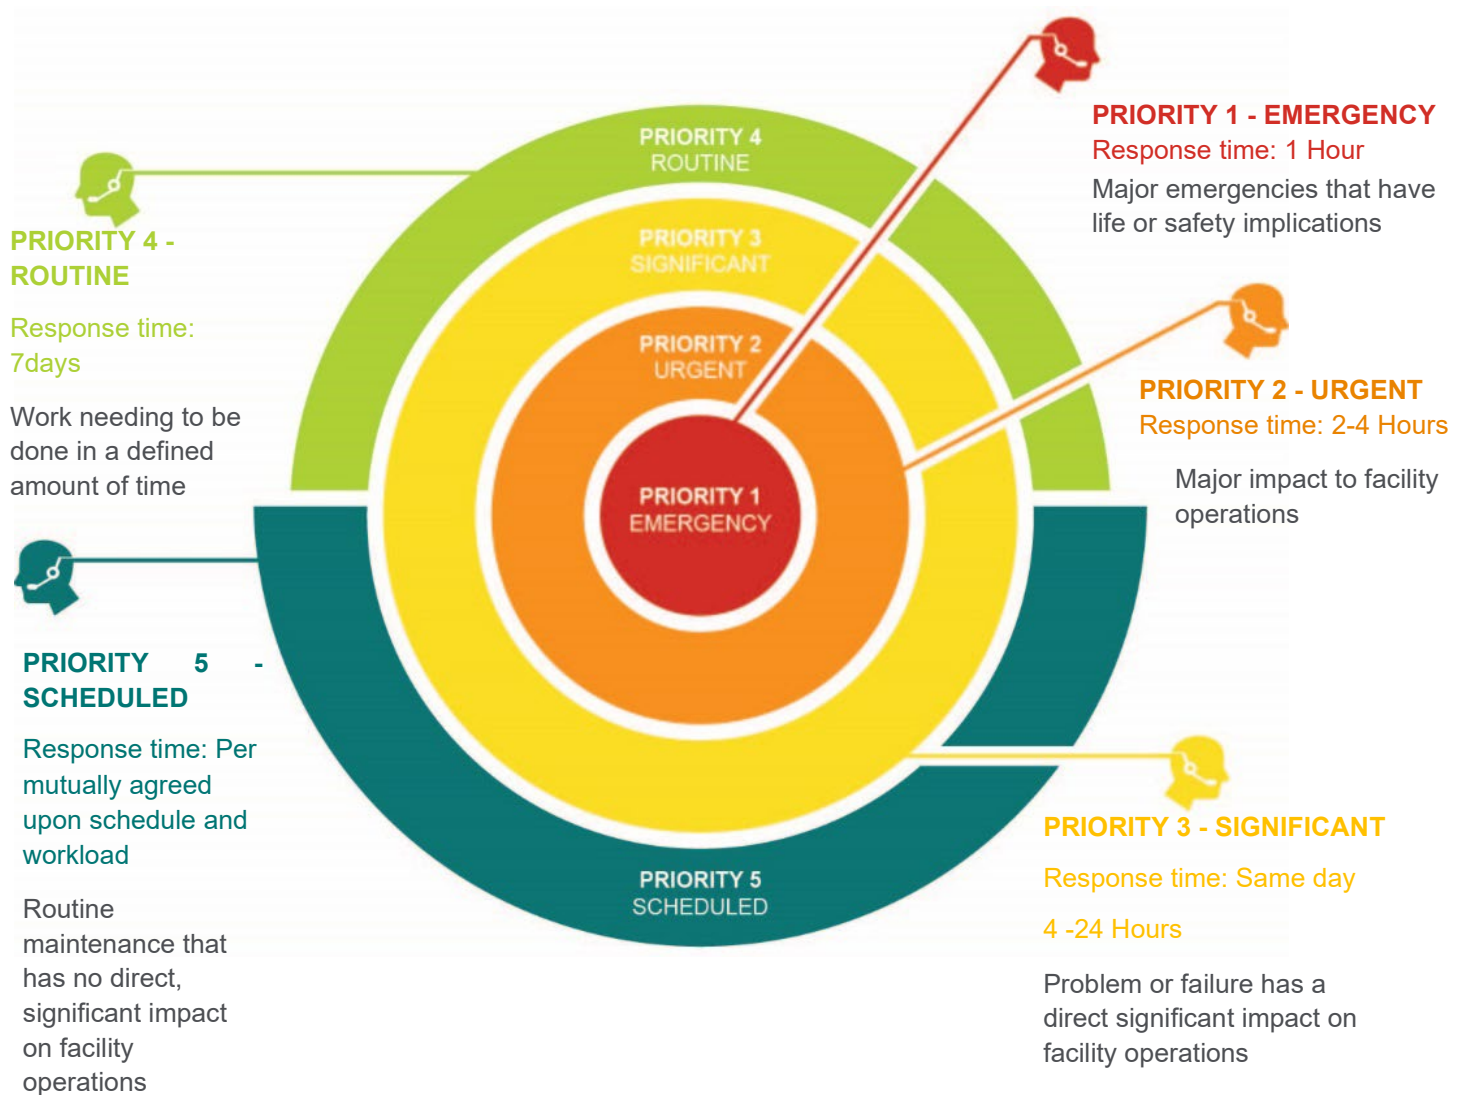 PRIORITY 1 - EMERGENCY
Response time: 1 Hour
Major emergencies that have
life or safety implications
PRIORITY 4
ROUTINE
PRIORITY 4 -
ROUTINE
Response time:
7days
Work needing to be
done in a defined
amount of time
PRIORITY 3
SIGNIFICANT
PRIORITY 2
URGENT
PRIORITY 2 - URGENT
Response time: 2-4 Hours
Major impact to facility
operations
PRIORITY 1
EMERGENCY
PRIORITY 5 -
SCHEDULED
Response time: Per
mutually agreed
upon schedule and
workload
Routine
maintenance that
has no direct,
significant impact
on facility
operations
PRIORITY 5
SCHEDULED
PRIORITY 3 - SIGNIFICANT
Response time: Same day
4 -24 Hours
Problem or failure has a
direct significant impact on
facility operations